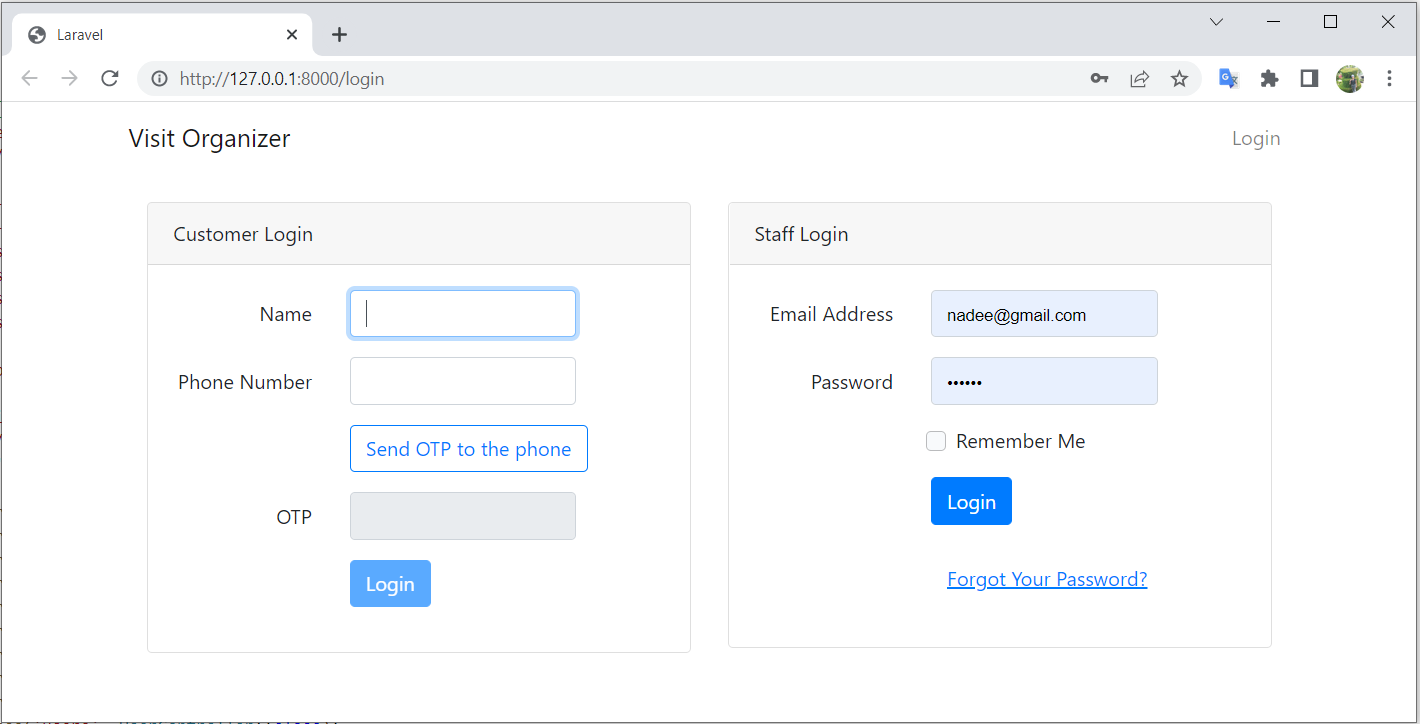 Laravel
http://127.0.0.1:8000/login
Visit Organizer
Login
Customer Login
Name
Phone Number
Send OTP to the phone
OTP
Login
Staff Login
Email Address
nadee@gmail.com
Password
••••••
Remember Me
Login
Forgot Your Password?